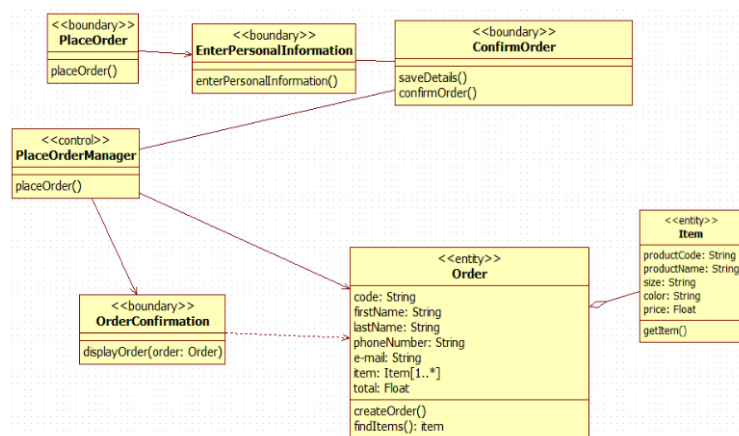 <<boundary>>
PlaceOrder
placeOrder()
<<boundary>>
EnterPersonalInformation
enterPersonalInformation()
<<boundary>>
ConfirmOrder
saveDetails()
confirmOrder()
<<control>>
PlaceOrderManager
placeOrder()
<<entity>>
Item
productCode: String
productName: String
size: String
color: String
price: Float
getItem()
<<entity>>
Order
code: String
firstName: String
lastName: String
phoneNumber: String
e-mail: String
item: Item[1..*]
total: Float
createOrder()
findItems(): item
<<boundary>>
OrderConfirmation
displayOrder(order: Order)